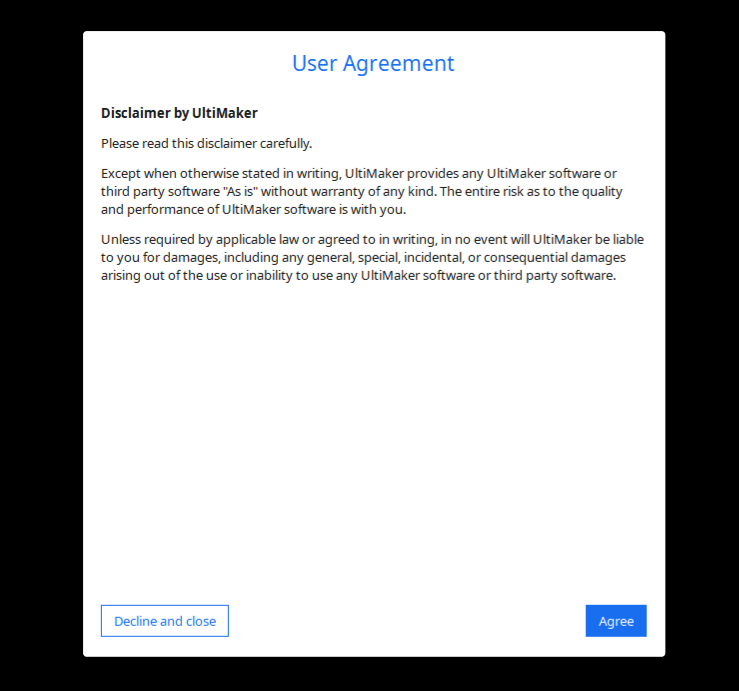 User Agreement
Disclaimer by UltiMaker
Please read this disclaimer carefully.
Except when otherwise stated in writing, UltiMaker provides any UltiMaker software or
third party software "As is" without warranty of any kind. The entire risk as to the quality
and performance of UltiMaker software is with you.
Unless required by applicable law or agreed to in writing, in no event will UltiMaker be liable
to you for damages, including any general, special, incidental, or consequential damages
arising out of the use or inability to use any UltiMaker software or third party software.
Decline and close
Agree